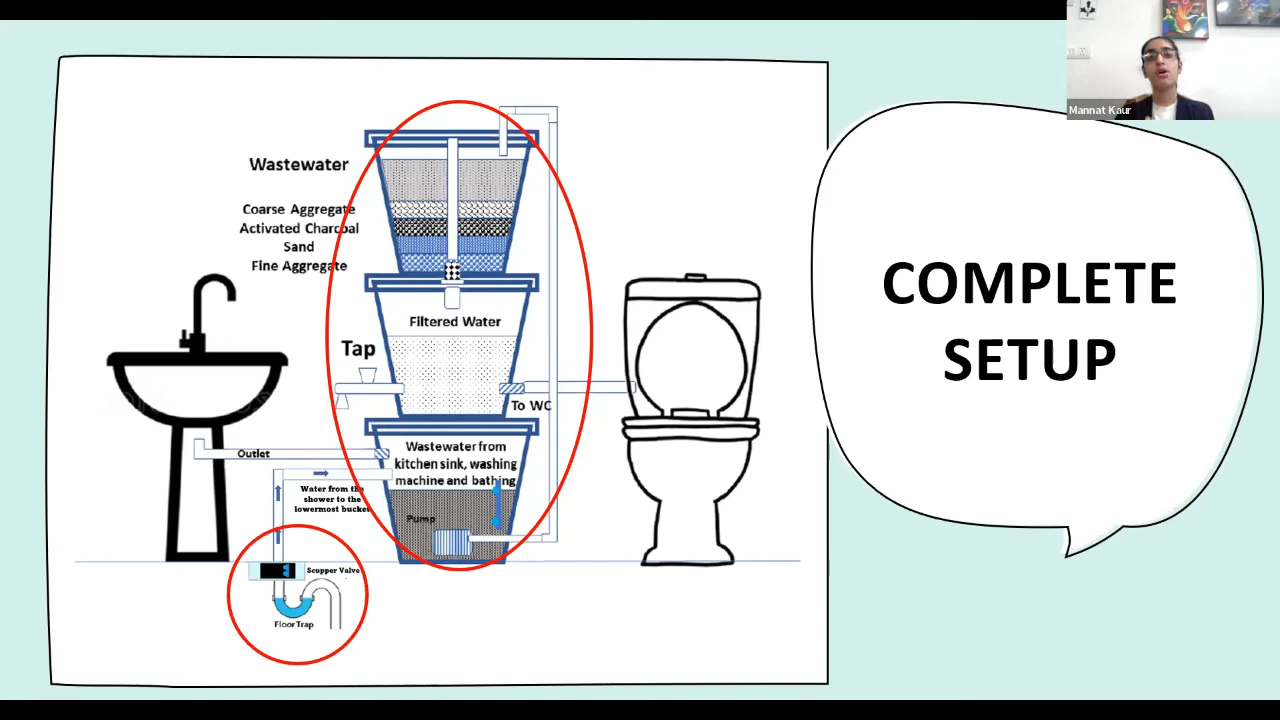 Mannat Kaur
Wastewater
Coarse Aggregate
Activated Charcoal
Sand
Fine Aggregate
Filtered Water
Tap
To WC
Wastewater from
kitchen sink, washing
machine and bathing
Outlet
Water from the
shower to the
lowermost bucket
Pump
Scupper Valve
Floor Trap
COMPLETE
SETUP